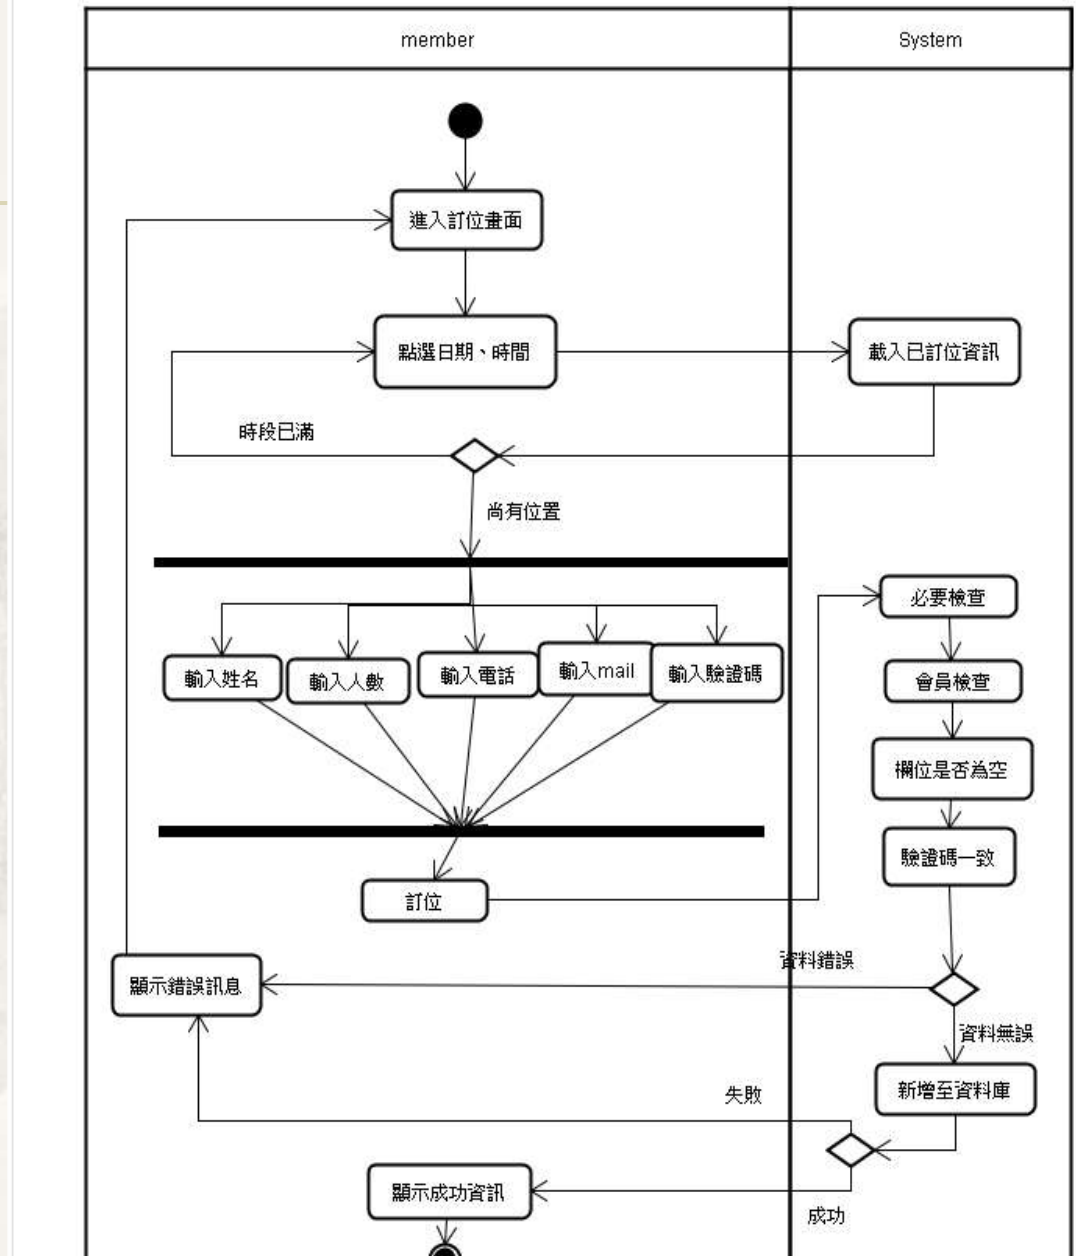 member
System
進入訂位畫面
點選日期、時間
載入已訂位資訊
時段已滿
尚有位置
必要檢查
輸入姓名
輸入人數
輸入電話
輸入mail
輸入驗證碼
會員檢查
欄位是否為空
驗證碼一致
訂位
資料錯誤
顯示錯誤訊息
資料無誤
新增至資料庫
失敗
顯示成功資訊
成功